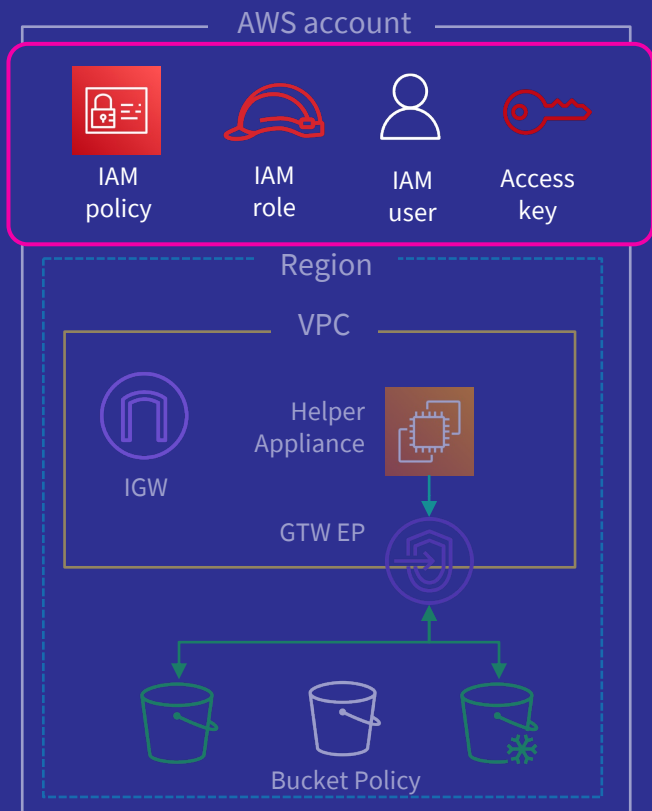 AWS account
IAM
policy
IAM
role
IAM
user
Access
key
Region
VPC
IGW
Helper
Appliance
GTW EP
Bucket Policy